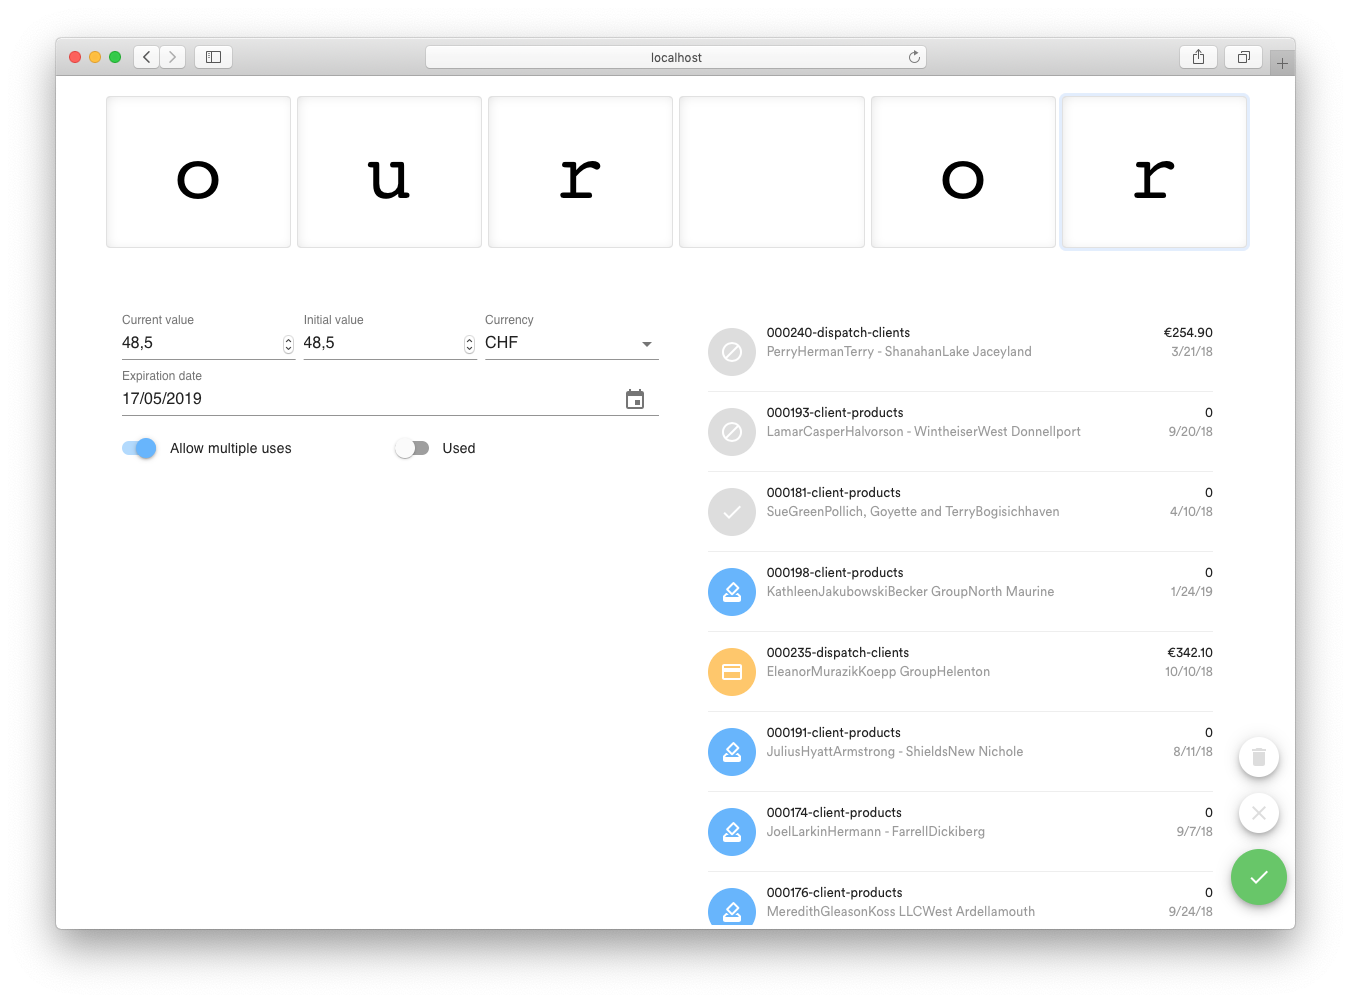 localhost
o u r o r
Current value Initial value Currency
48,5 48,5 CHF
Expiration date
17/05/2019
Allow multiple uses Used
000240-dispatch-clients €254.90
PerryHermanTerry - ShanahanLake Jaceyland 3/21/18
000193-client-products 0
LamarCasperHalvorson - WintheiserWest Donnellport 9/20/18
000181-client-products 0
SueGreenPollich, Goyette and TerryBogisichhaven 4/10/18
000198-client-products 0
KathleenJakubowskiBecker GroupNorth Maurine 1/24/19
000235-dispatch-clients €342.10
EleanorMurazikKoepp GroupHelenton 10/10/18
000191-client-products 0
JuliusHyattArmstrong - ShieldsNew Nichole 8/11/18
000174-client-products 0
JoelLarkinHermann - FarrellDickiberg 9/7/18
000176-client-products 0
MeredithGleasonKoss LLCWest Ardellamouth 9/24/18